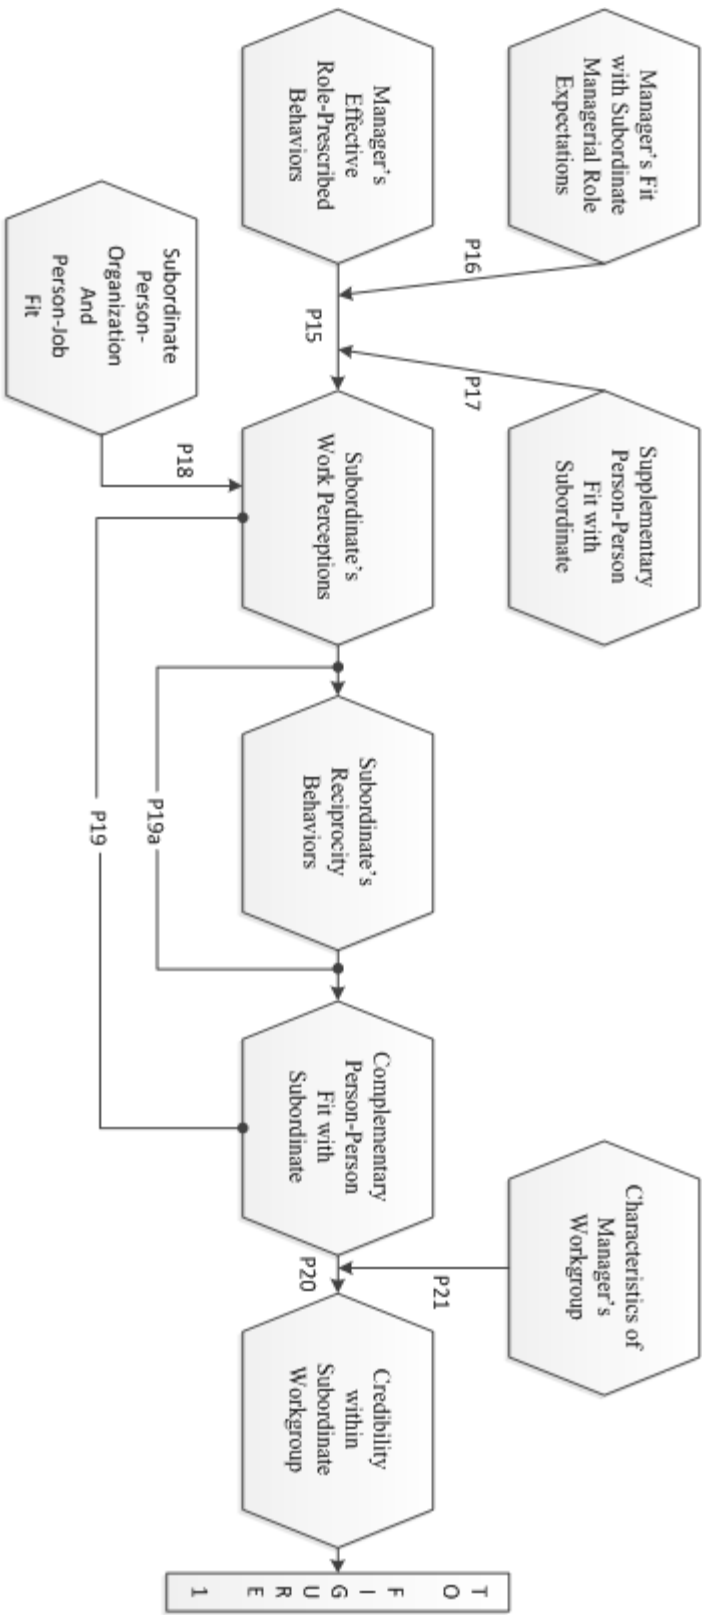 Manager's Fit
with Subordinate
Managerial Role
Expectations
Supplementary
Person-Person
Fit with
Subordinate
Characteristics of
Manager's
Workgroup
P16
P17
P21
Manager's
Effective
Role-Prescribed
Behaviors
P15
Subordinate's
Work Perceptions
Subordinate's
Reciprocity
Behaviors
Complementary
Person-Person
Fit with
Subordinate
P20
Credibility
within
Subordinate
Workgroup
T
O
F
I
G
U
R
E
1
P18
P19a
P19
Subordinate
Person-
Organization
And
Person-Job
Fit